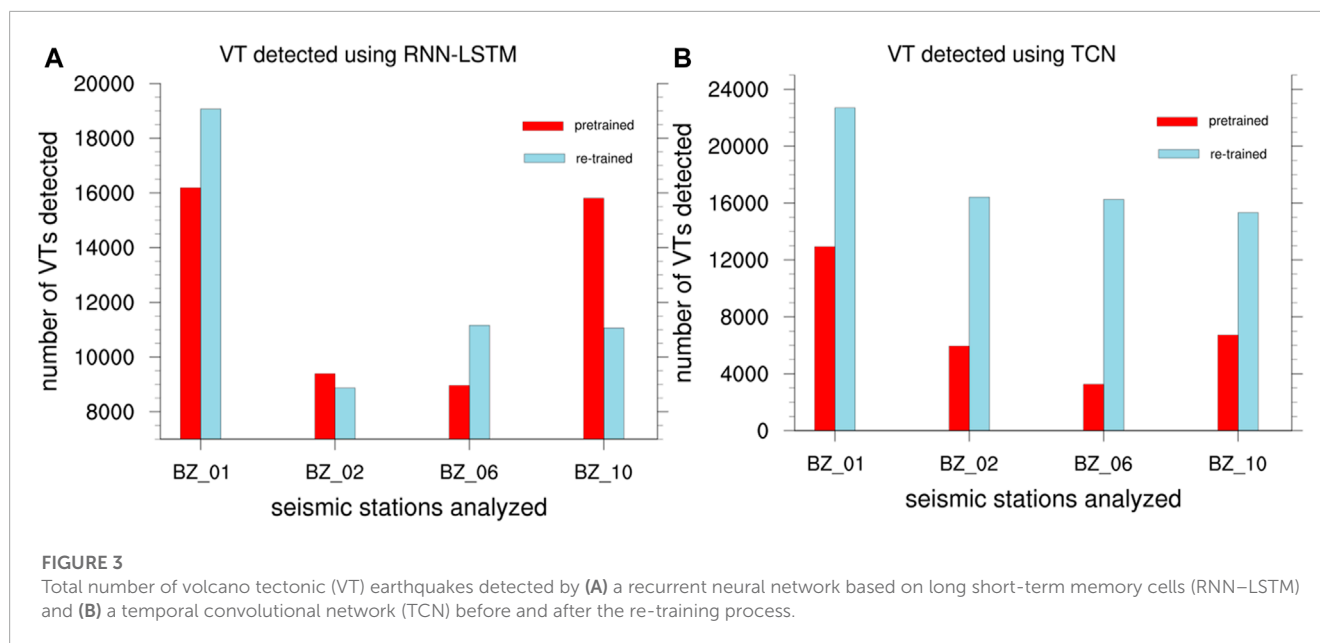 A
VT detected using RNN-LSTM
number of VTs detected
20000
18000
16000
14000
12000
10000
8000
pretrained
re-trained
BZ_01 BZ_02 BZ_06 BZ_10
seismic stations analyzed
B
VT detected using TCN
number of VTs detected
24000
20000
16000
12000
8000
4000
0
pretrained
re-trained
BZ_01 BZ_02 BZ_06 BZ_10
seismic stations analyzed
FIGURE 3
Total number of volcano tectonic (VT) earthquakes detected by (A) a recurrent neural network based on long short-term memory cells (RNN–LSTM)
and (B) a temporal convolutional network (TCN) before and after the re-training process.